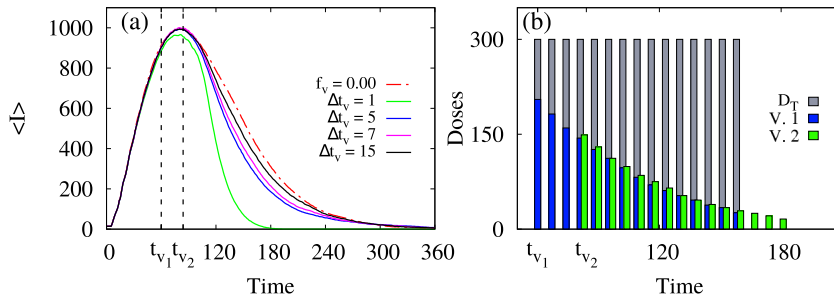 (a)
<I>
1000
800
600
400
200
0
f_v = 0.00
Δt_v = 1
Δt_v = 5
Δt_v = 7
Δt_v = 15
0 t_v1 t_v2 120 180 240 300 360
Time
(b)
Doses
300
150
0
D_T
V. 1
V. 2
t_v1 t_v2 120 180
Time